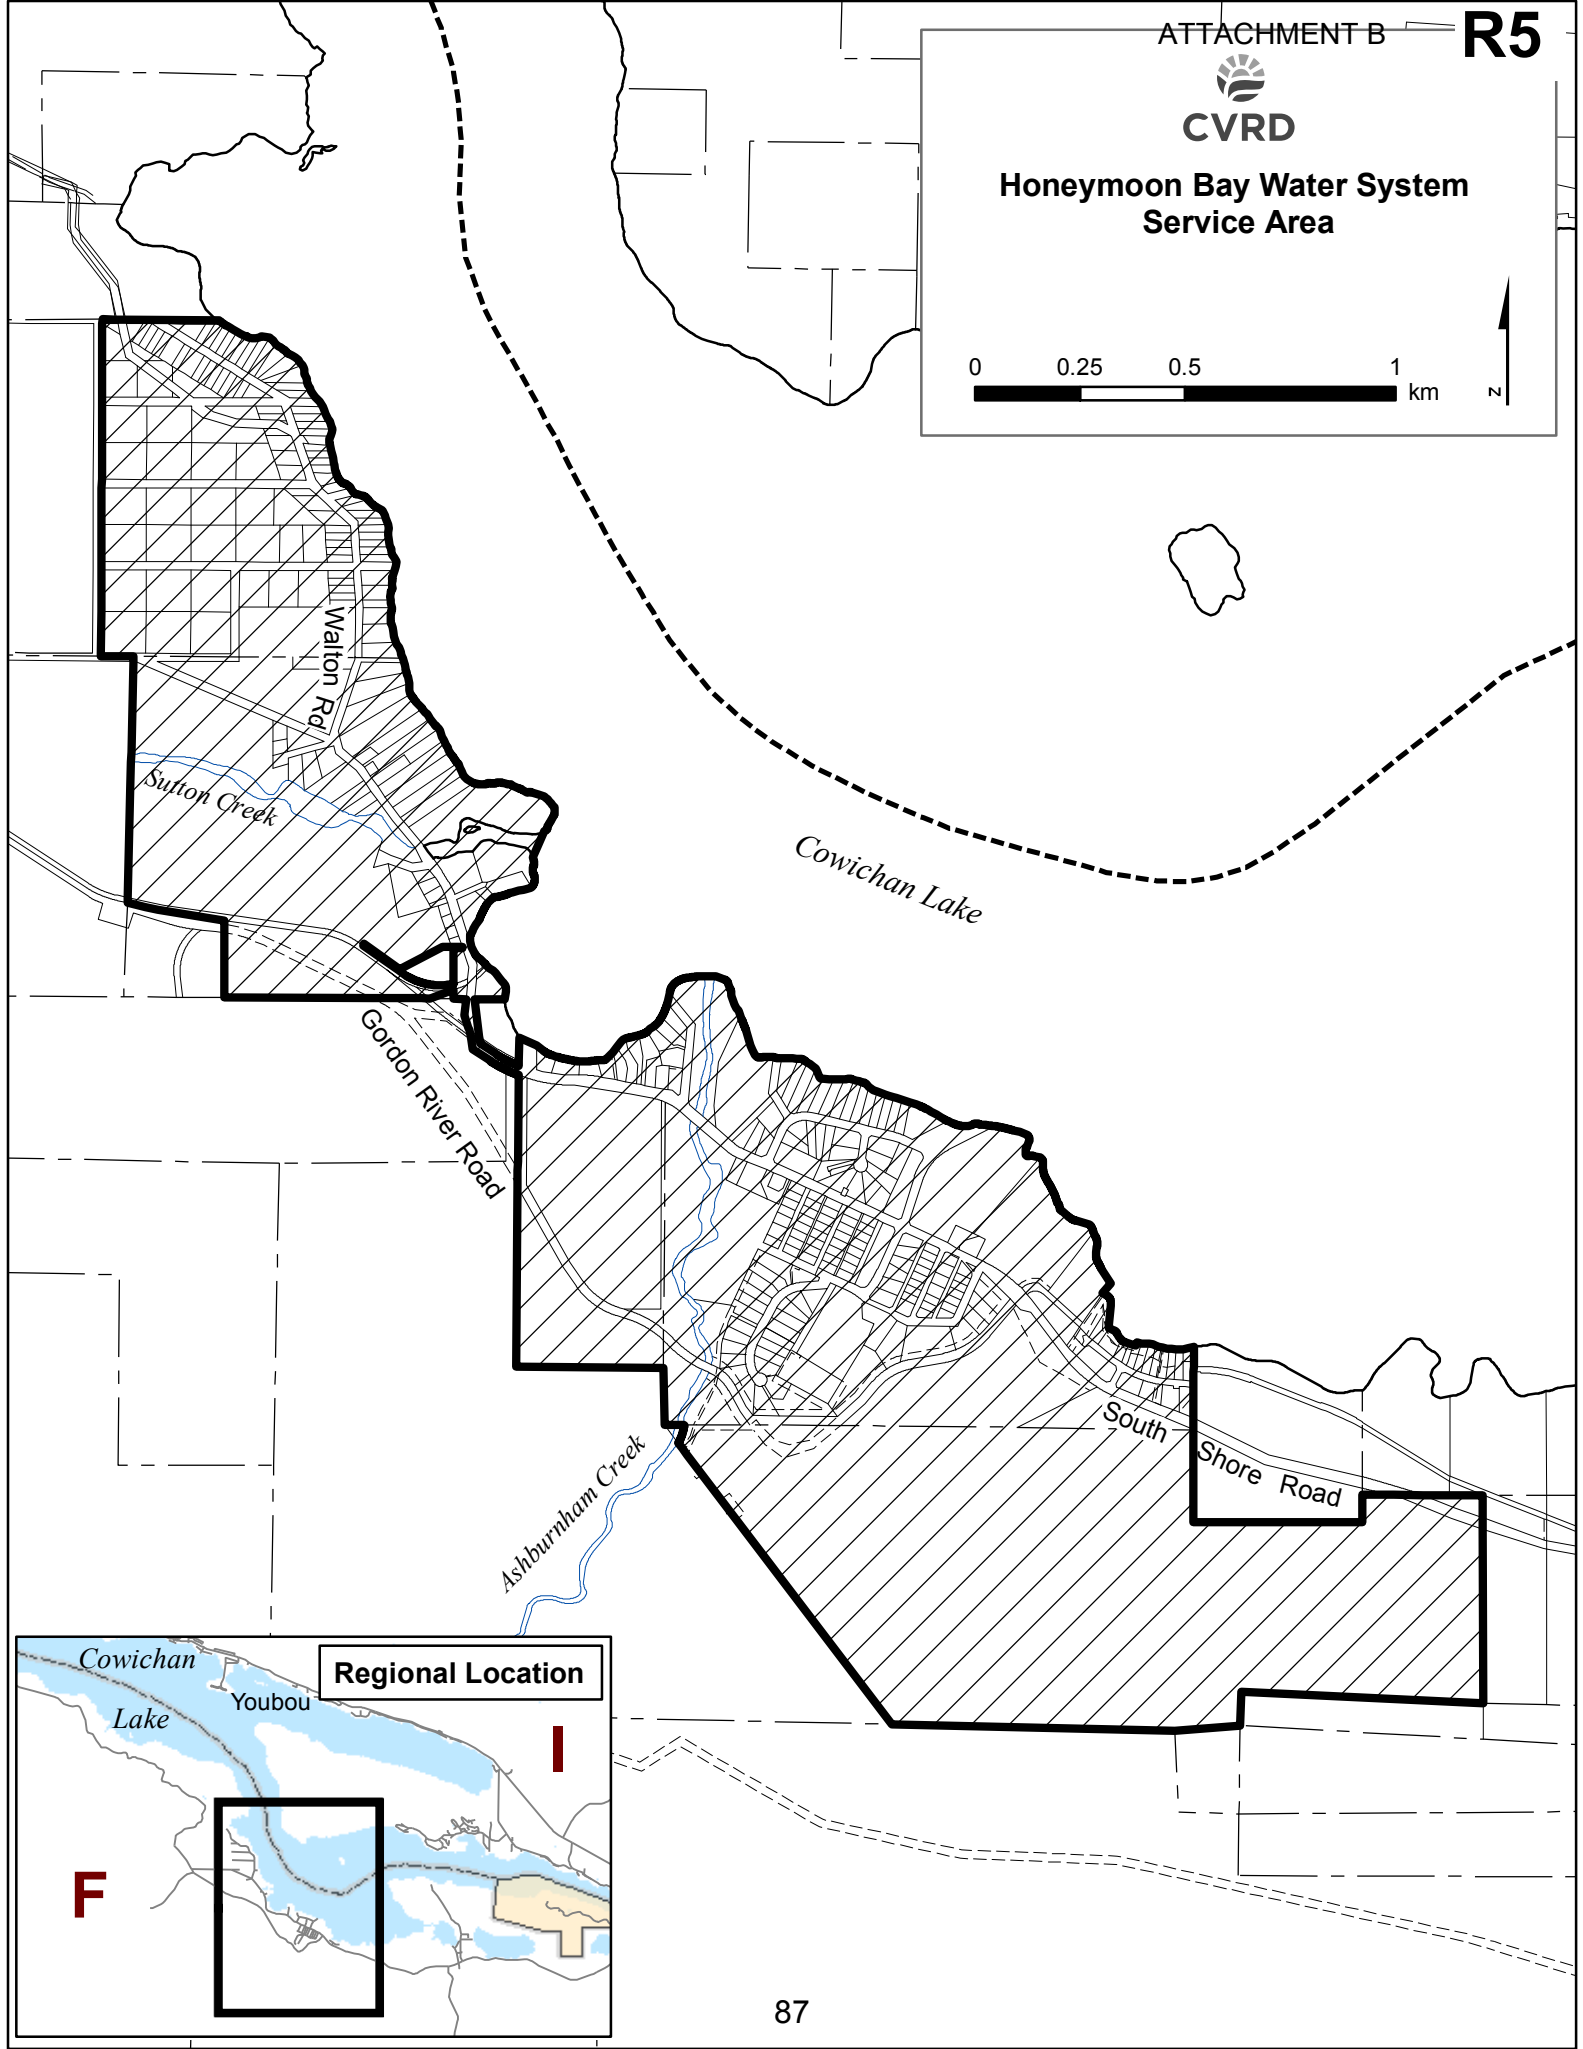 ATTACHMENT B
R5
CVRD
Honeymoon Bay Water System
Service Area
0 0.25 0.5 1
km
N
Walton Rd
Sutton Creek
Cowichan Lake
Gordon River Road
South Shore Road
Ashburnham Creek
Regional Location
Cowichan
Lake
Youbou
I
F
87